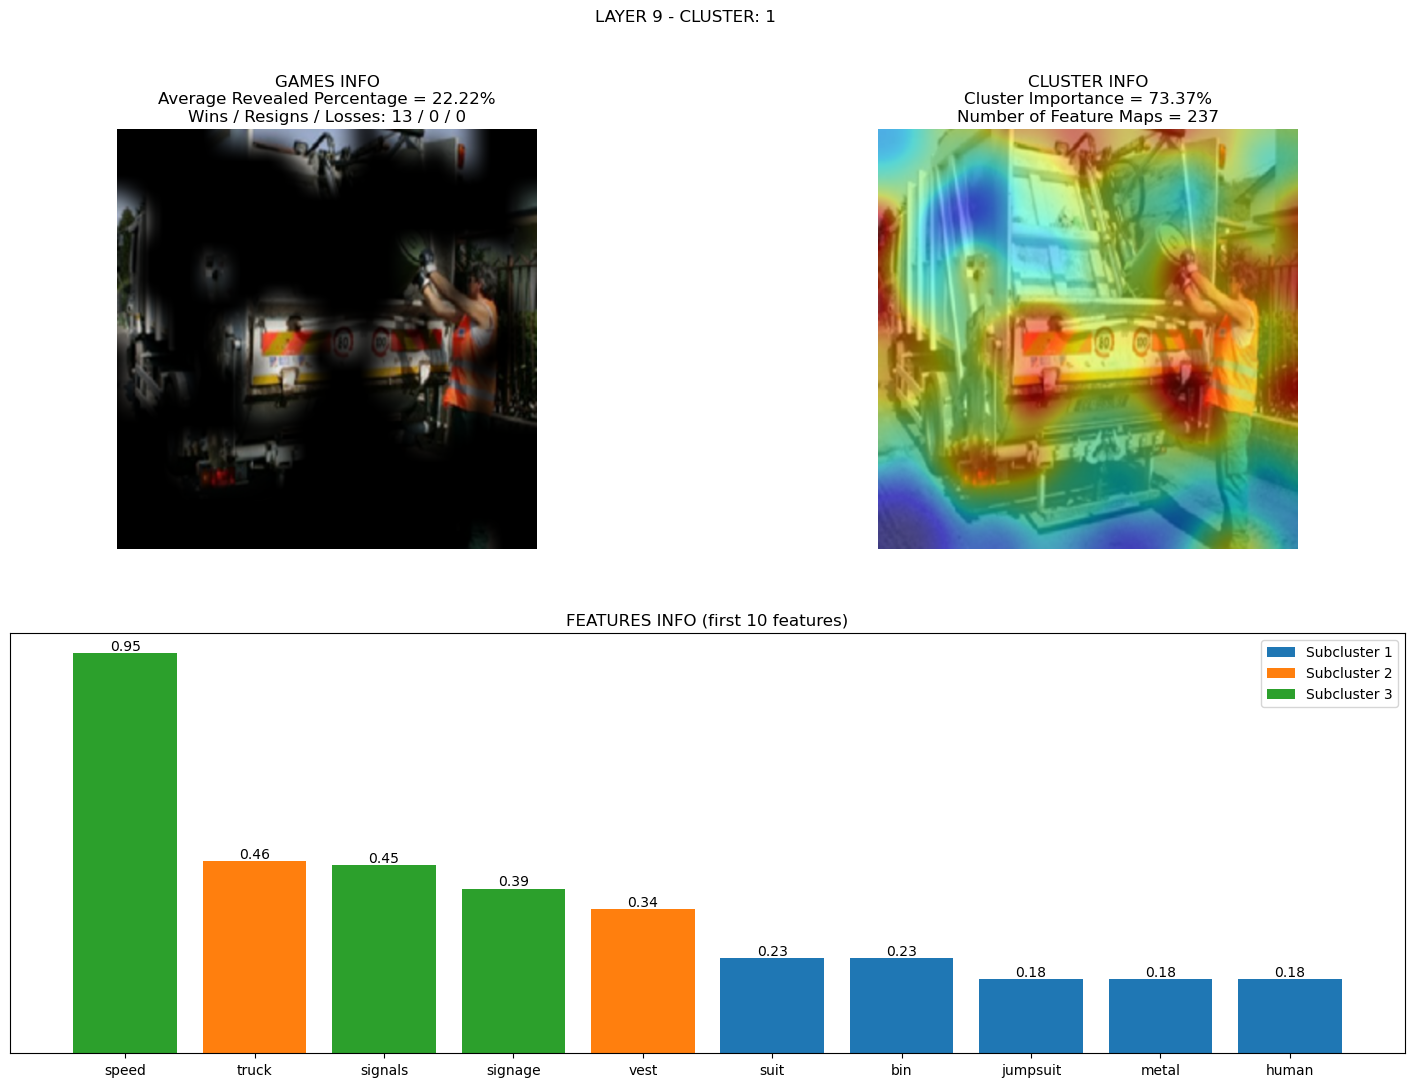 LAYER 9 - CLUSTER: 1
GAMES INFO
Average Revealed Percentage = 22.22%
Wins / Resigns / Losses: 13 / 0 / 0
CLUSTER INFO
Cluster Importance = 73.37%
Number of Feature Maps = 237
FEATURES INFO (first 10 features)
Subcluster 1
Subcluster 2
Subcluster 3
0.95
0.46
0.45
0.39
0.34
0.23
0.23
0.18
0.18
0.18
speed
truck
signals
signage
vest
suit
bin
jumpsuit
metal
human